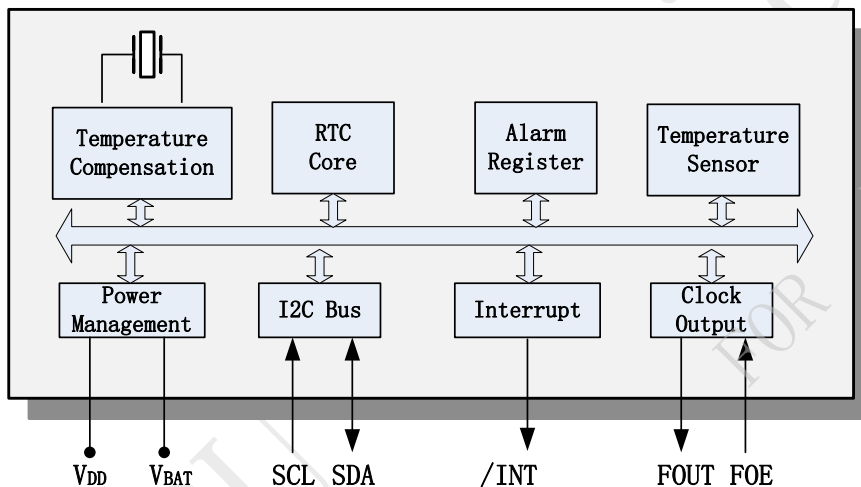 Temperature
Compensation
RTC
Core
Alarm
Register
Temperature
Sensor
Power
Management
I2C Bus
Interrupt
Clock
Output
FOR
VDD
VBAT
SCL
SDA
/INT
FOUT
FOE